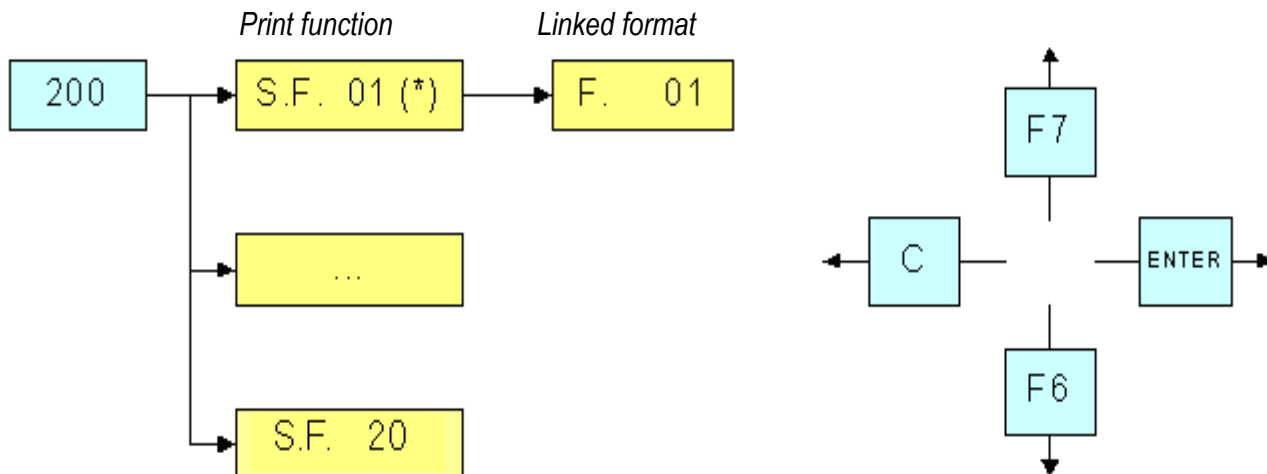 Print function
Linked format
200
S.F. 01 (*)
F. 01
...
S.F. 20
F7
C
ENTER
F6